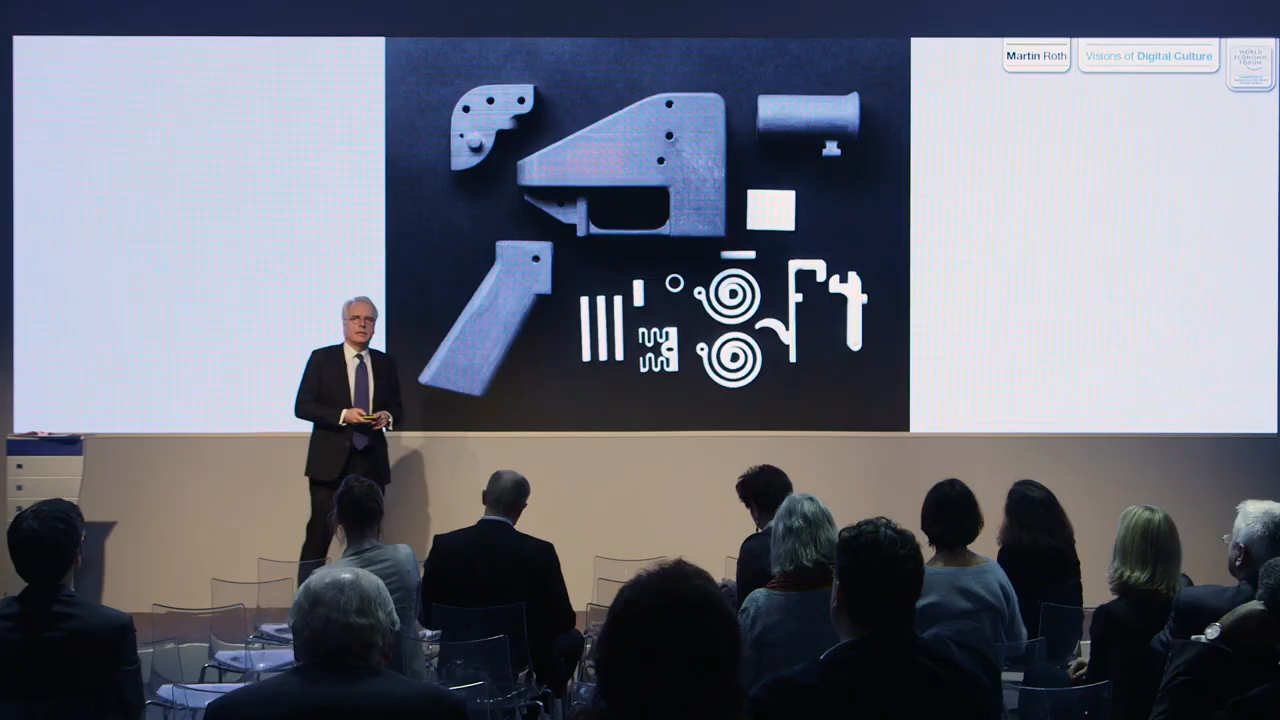 Martin Roth
Visions of Digital Culture
WORLD
ECONOMIC
FORUM